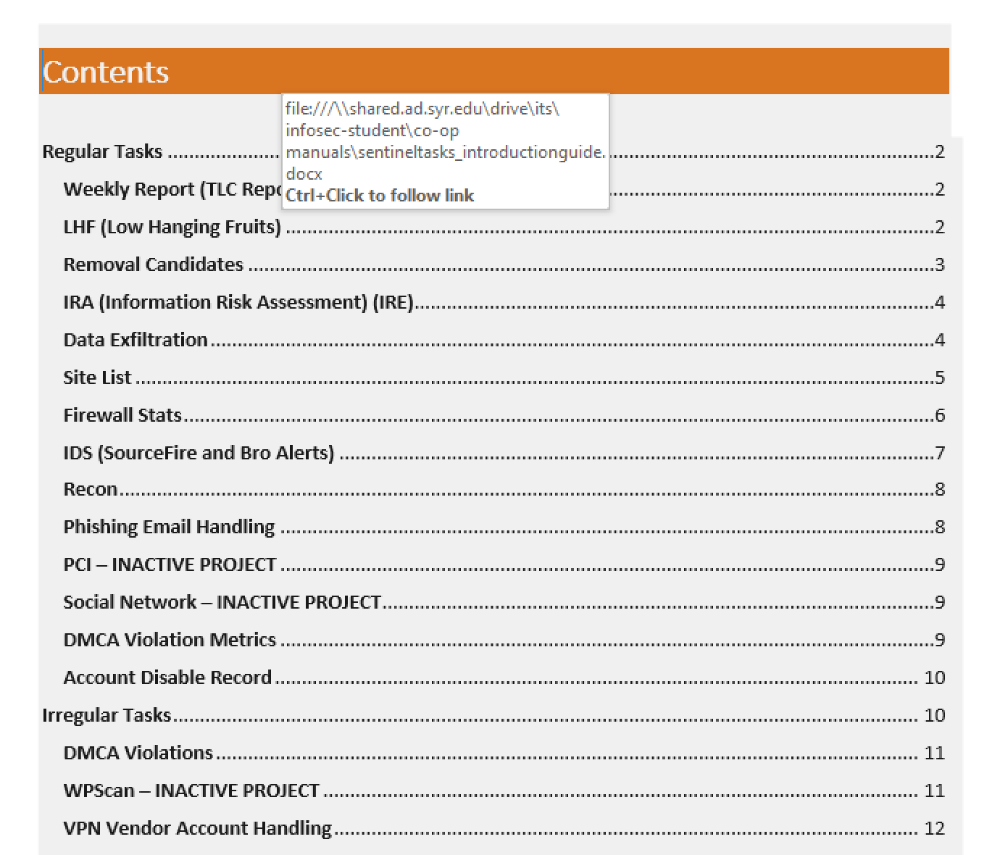 Contents
file:///\\shared.ad.syr.edu\drive\its\
infosec-student\co-op
manuals\sentineltasks_introductionguide.
docx
Ctrl+Click to follow link
Regular Tasks ........ 2
Weekly Report (TLC Repo ........ 2
LHF (Low Hanging Fruits) ........ 2
Removal Candidates ........ 3
IRA (Information Risk Assessment) (IRE) ........ 4
Data Exfiltration ........ 4
Site List ........ 5
Firewall Stats ........ 6
IDS (SourceFire and Bro Alerts) ........ 7
Recon ........ 8
Phishing Email Handling ........ 8
PCI – INACTIVE PROJECT ........ 9
Social Network – INACTIVE PROJECT ........ 9
DMCA Violation Metrics ........ 9
Account Disable Record ........ 10
Irregular Tasks ........ 10
DMCA Violations ........ 11
WPScan – INACTIVE PROJECT ........ 11
VPN Vendor Account Handling ........ 12